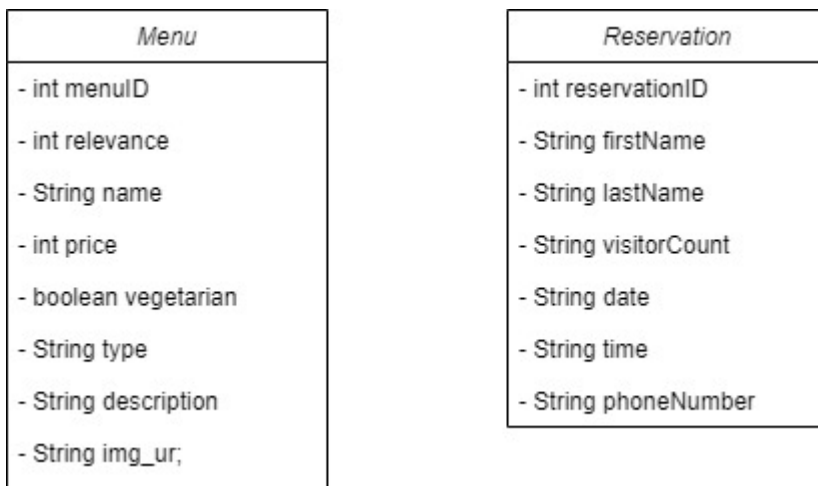 Menu
- int menuID
- int relevance
- String name
- int price
- boolean vegetarian
- String type
- String description
- String img_ur;
Reservation
- int reservationID
- String firstName
- String lastName
- String visitorCount
- String date
- String time
- String phoneNumber